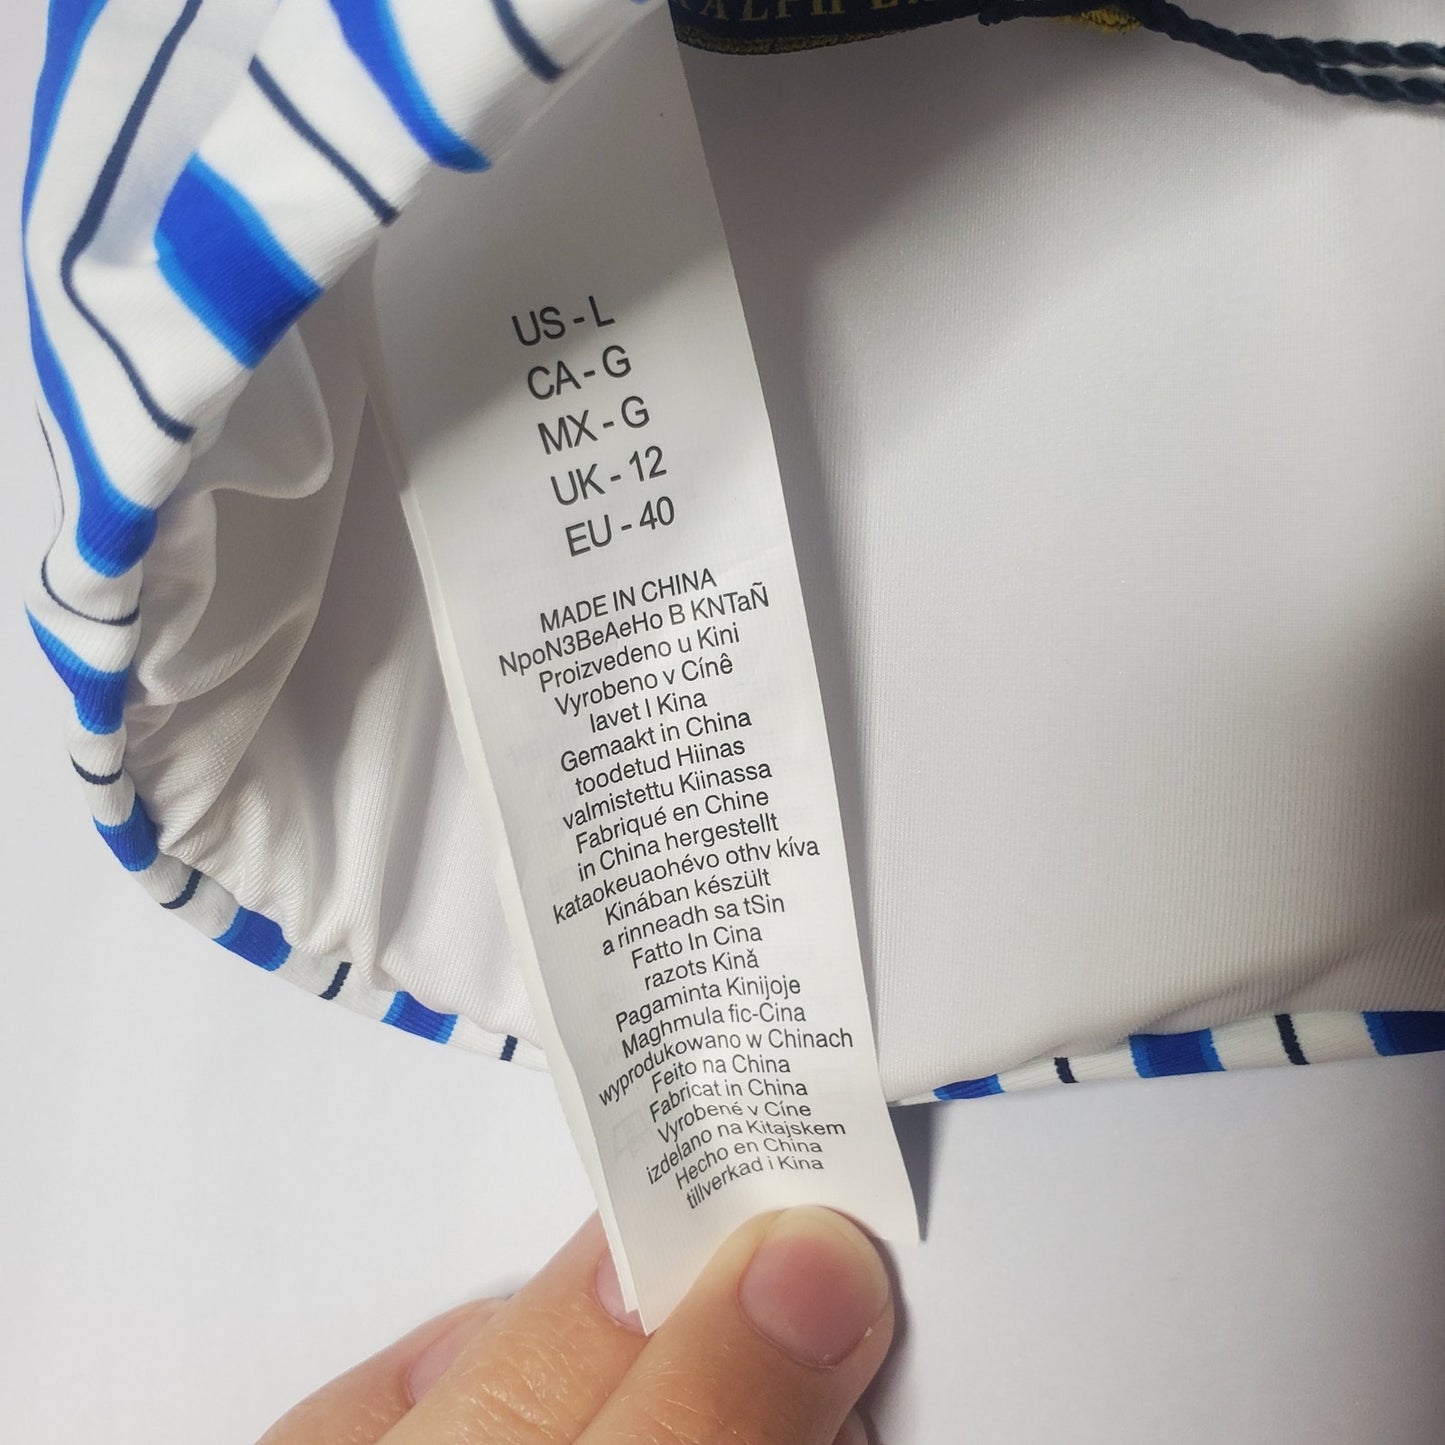 RALPH
US - L
CA - G
MX - G
UK - 12
EU - 40
MADE IN CHINA
NpoN3BeAeHo B KNTaÑ
Proizvedeno u Kini
Vyrobeno v Cínê
lavet I Kina
Gemaakt in China
toodetud Hiinas
valmistettu Kiinassa
Fabriqué en Chine
in China hergestellt
kataokeuaohévo othv kíva
Kinában készült
a rinneadh sa tSin
Fatto In Cina
razots Kinǎ
Pagaminta Kinijoje
Maghmula fic-Cina
wyprodukowano w Chinach
Feito na China
Fabricat in China
Vyrobené v Cíne
izdelano na Kitajskem
Hecho en China
tillverkad i Kina